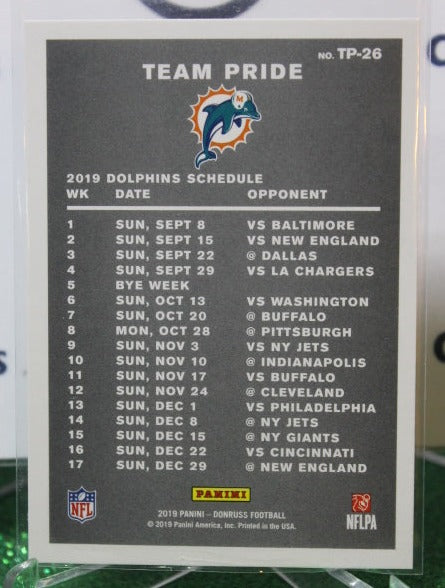 NO. TP-26
TEAM PRIDE
M
2019 DOLPHINS SCHEDULE
WK DATE OPPONENT
1 SUN, SEPT 8 VS BALTIMORE
2 SUN, SEPT 15 VS NEW ENGLAND
3 SUN, SEPT 22 @ DALLAS
4 SUN, SEPT 29 VS LA CHARGERS
5 BYE WEEK
6 SUN, OCT 13 VS WASHINGTON
7 SUN, OCT 20 @ BUFFALO
8 MON, OCT 28 @ PITTSBURGH
9 SUN, NOV 3 VS NY JETS
10 SUN, NOV 10 @ INDIANAPOLIS
11 SUN, NOV 17 VS BUFFALO
12 SUN, NOV 24 @ CLEVELAND
13 SUN, DEC 1 VS PHILADELPHIA
14 SUN, DEC 8 @ NY JETS
15 SUN, DEC 15 @ NY GIANTS
16 SUN, DEC 22 VS CINCINNATI
17 SUN, DEC 29 @ NEW ENGLAND
NFL
PANINI
NFLPA
2019 PANINI – DONRUSS FOOTBALL
© 2019 Panini America, Inc. Printed in the USA.